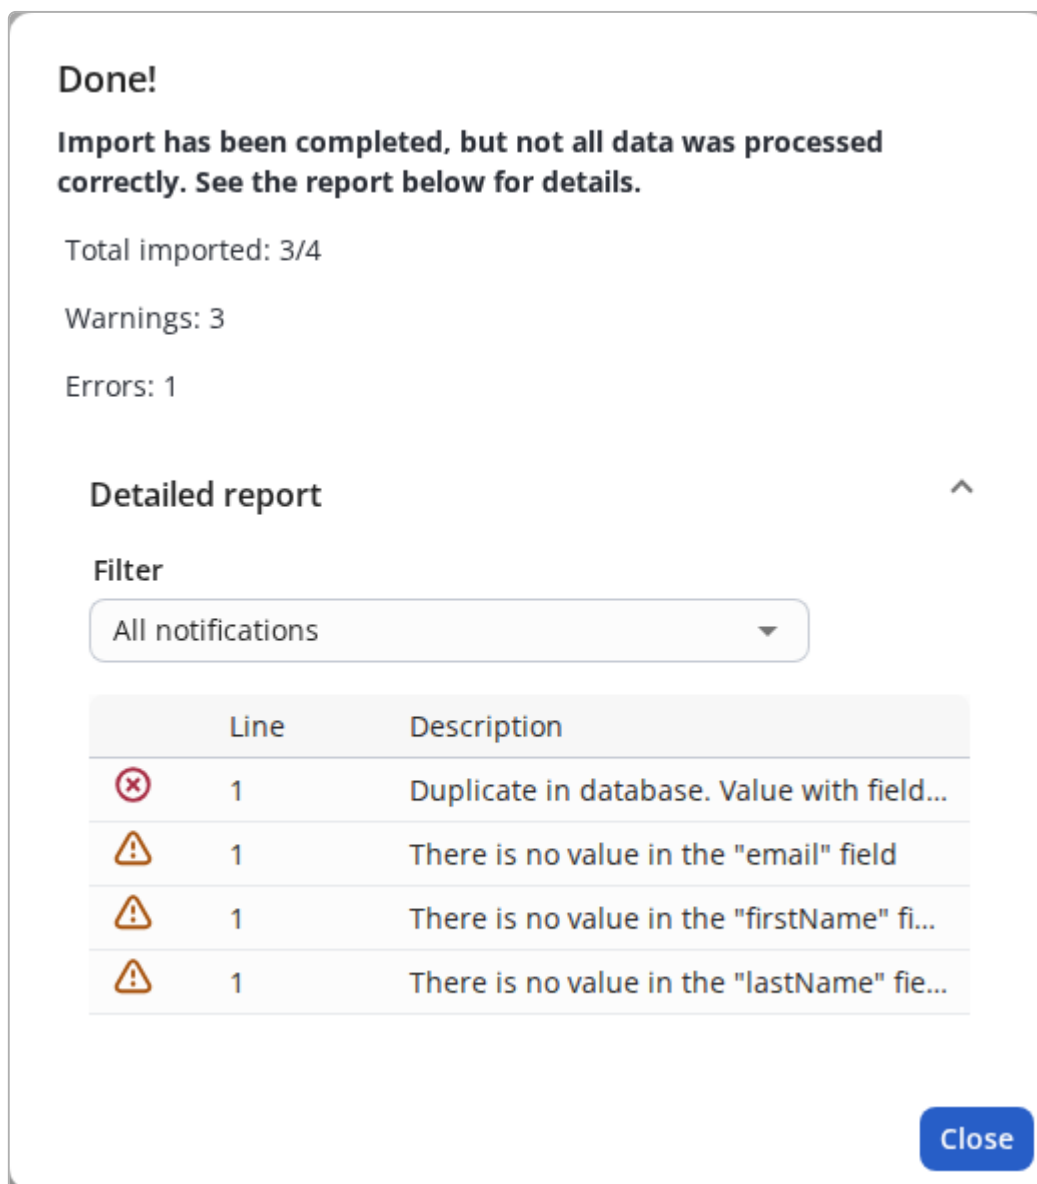 Done!
Import has been completed, but not all data was processed
correctly. See the report below for details.
Total imported: 3/4
Warnings: 3
Errors: 1
Detailed report
Filter
All notifications
Line Description
1 Duplicate in database. Value with field...
1 There is no value in the "email" field
1 There is no value in the "firstName" fi...
1 There is no value in the "lastName" fie...
Close